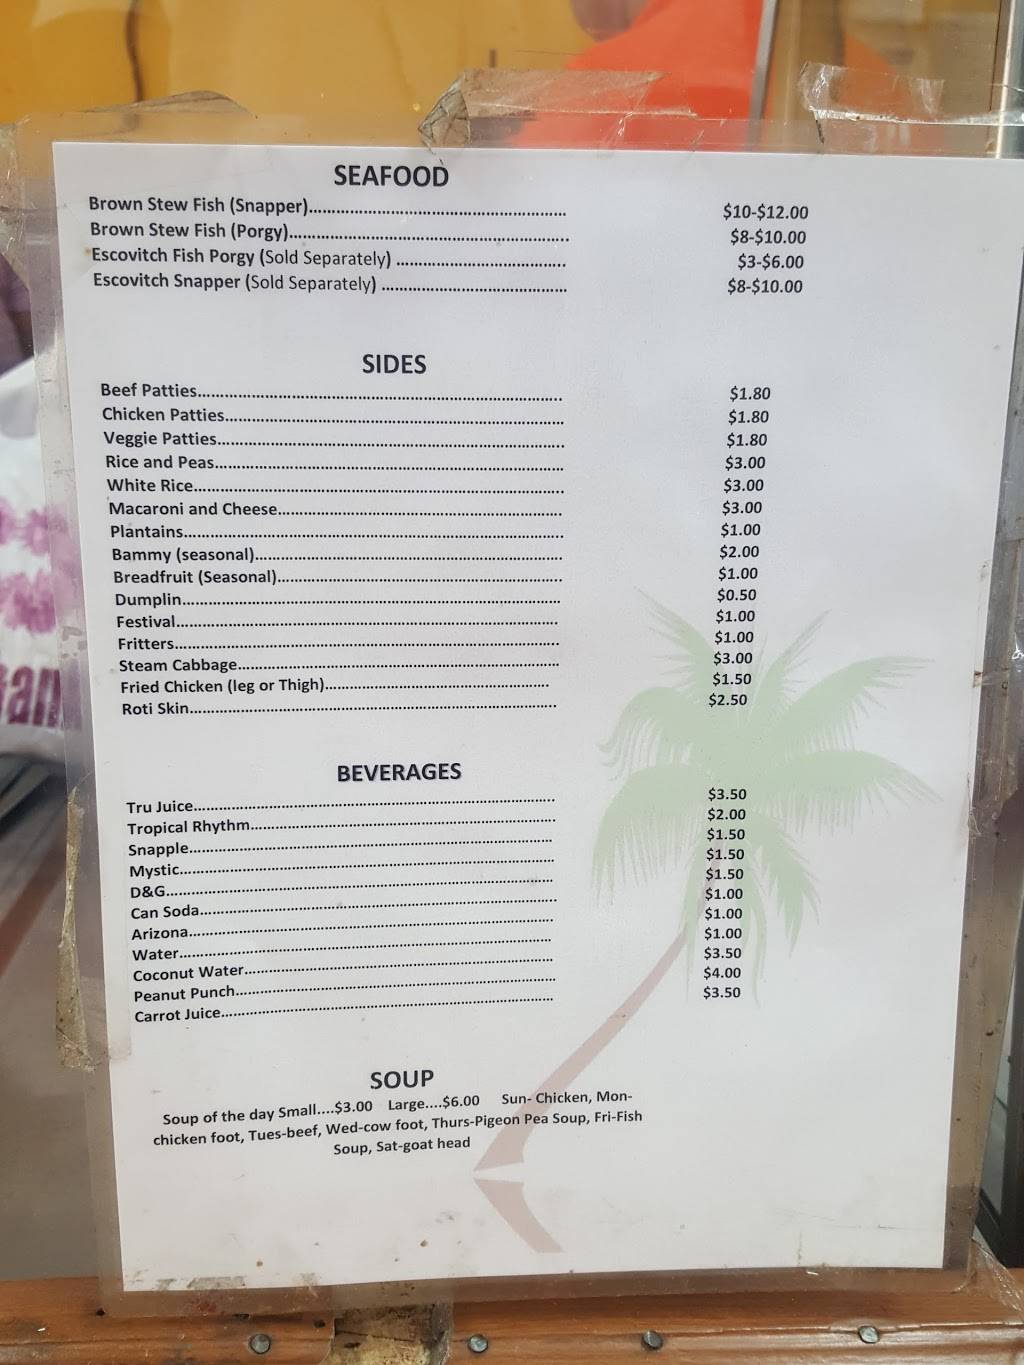 SEAFOOD
Brown Stew Fish (Snapper)........................................................ $10-$12.00
Brown Stew Fish (Porgy)............................................................. $8-$10.00
Escovitch Fish Porgy (Sold Separately) ..................................... $3-$6.00
Escovitch Snapper (Sold Separately) ........................................ $8-$10.00
SIDES
Beef Patties................................................................................ $1.80
Chicken Patties.......................................................................... $1.80
Veggie Patties............................................................................ $1.80
Rice and Peas............................................................................. $3.00
White Rice.................................................................................. $3.00
Macaroni and Cheese............................................................... $3.00
Plantains.................................................................................... $1.00
Bammy (seasonal)..................................................................... $2.00
Breadfruit (Seasonal)................................................................ $1.00
Dumplin..................................................................................... $0.50
Festival...................................................................................... $1.00
Fritters....................................................................................... $1.00
Steam Cabbage......................................................................... $3.00
Fried Chicken (leg or Thigh).................................................... $1.50
Roti Skin.................................................................................... $2.50
BEVERAGES
Tru Juice.................................................................................... $3.50
Tropical Rhythm........................................................................ $2.00
Snapple...................................................................................... $1.50
Mystic........................................................................................ $1.50
D&G........................................................................................... $1.50
Can Soda................................................................................... $1.00
Arizona...................................................................................... $1.00
Water......................................................................................... $1.00
Coconut Water.......................................................................... $3.50
Peanut Punch............................................................................ $4.00
Carrot Juice............................................................................... $3.50
SOUP
Soup of the day Small....$3.00 Large....$6.00 Sun- Chicken, Mon-
chicken foot, Tues-beef, Wed-cow foot, Thurs-Pigeon Pea Soup, Fri-Fish
Soup, Sat-goat head